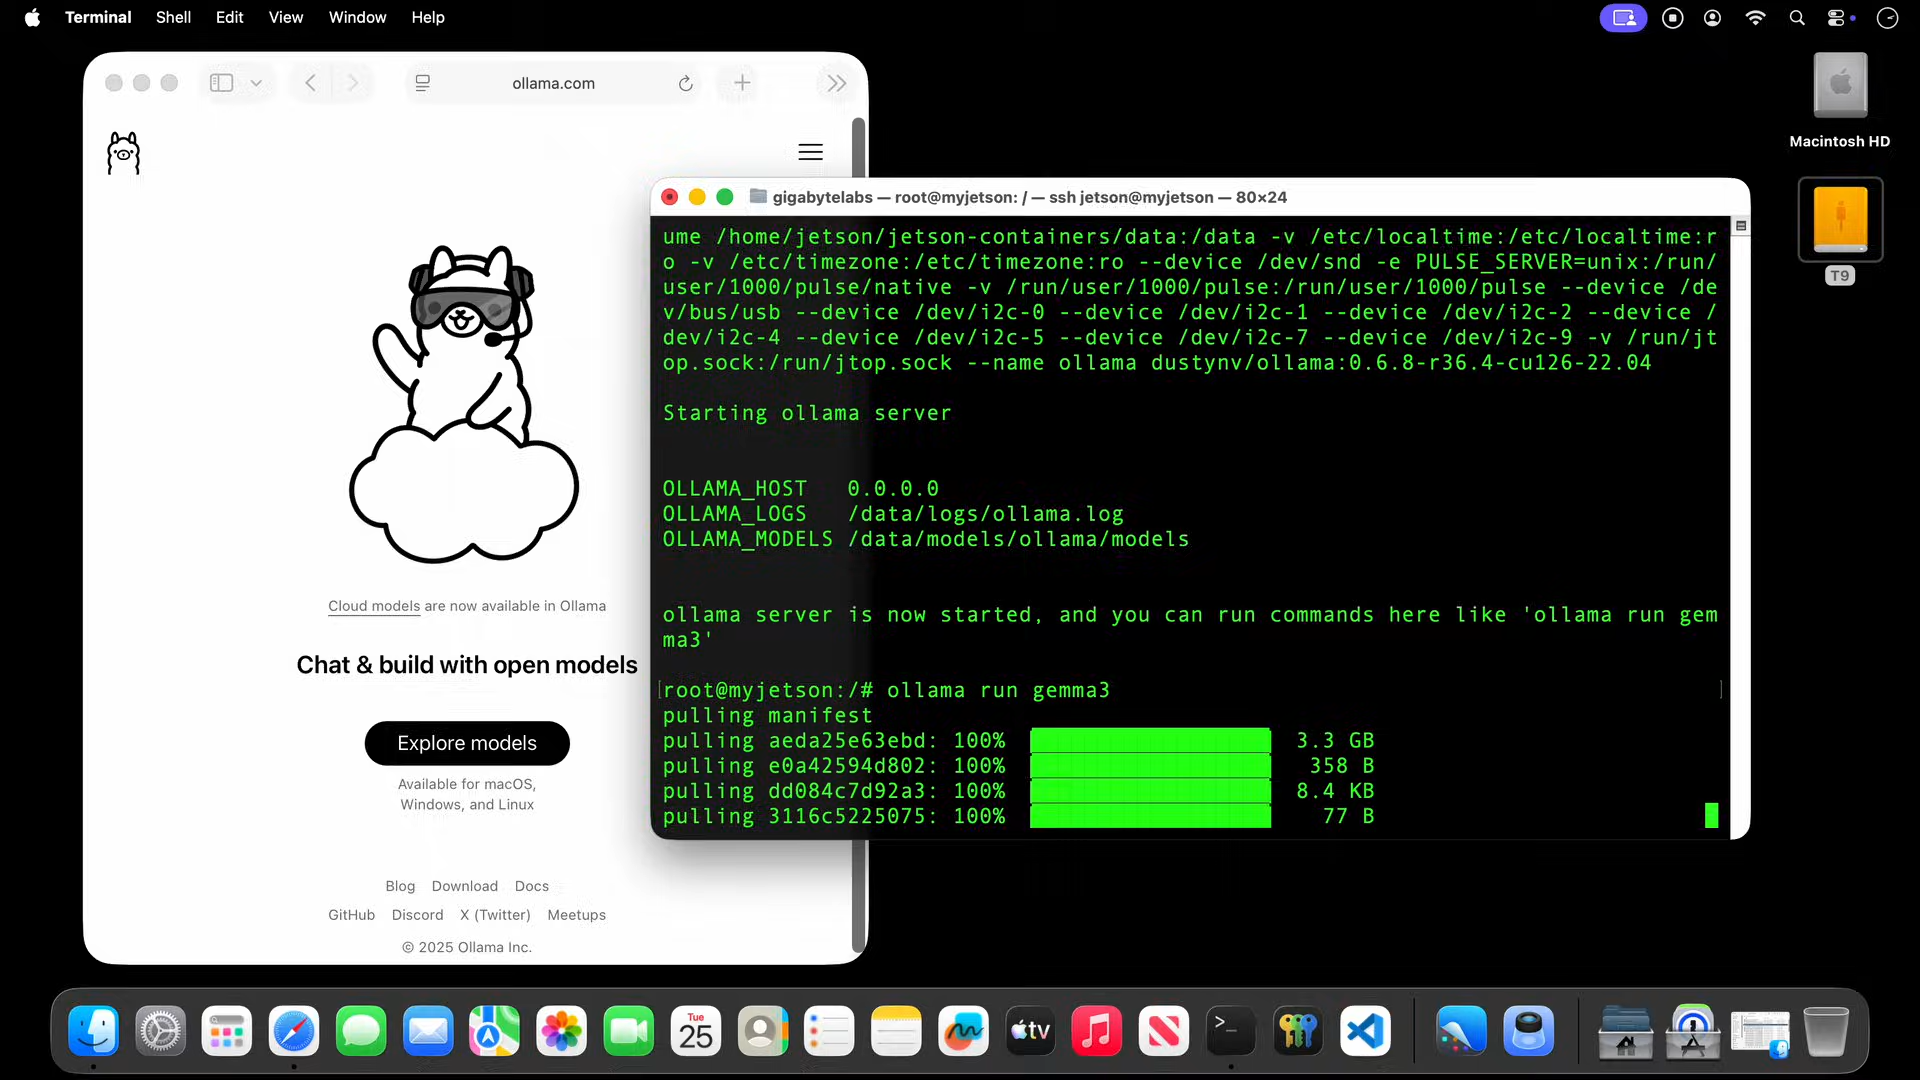 Terminal Shell Edit View Window Help
ollama.com
Macintosh HD
T9
gigabytelabs — root@myjetson: / — ssh jetson@myjetson — 80×24
ume /home/jetson/jetson-containers/data:/data -v /etc/localtime:/etc/localtime:r
o -v /etc/timezone:/etc/timezone:ro --device /dev/snd -e PULSE_SERVER=unix:/run/
user/1000/pulse/native -v /run/user/1000/pulse:/run/user/1000/pulse --device /de
v/bus/usb --device /dev/i2c-0 --device /dev/i2c-1 --device /dev/i2c-2 --device /
dev/i2c-4 --device /dev/i2c-5 --device /dev/i2c-7 --device /dev/i2c-9 -v /run/jt
op.sock:/run/jtop.sock --name ollama dustynv/ollama:0.6.8-r36.4-cu126-22.04
Starting ollama server
OLLAMA_HOST 0.0.0.0
OLLAMA_LOGS /data/logs/ollama.log
OLLAMA_MODELS /data/models/ollama/models
ollama server is now started, and you can run commands here like 'ollama run gem
ma3'
[root@myjetson:/# ollama run gemma3 ]
pulling manifest
pulling aeda25e63ebd: 100% 3.3 GB
pulling e0a42594d802: 100% 358 B
pulling dd084c7d92a3: 100% 8.4 KB
pulling 3116c5225075: 100% 77 B
Cloud models are now available in Ollama
Chat & build with open models
Explore models
Available for macOS,
Windows, and Linux
Blog Download Docs
GitHub Discord X (Twitter) Meetups
© 2025 Ollama Inc.
Tue
25
tv
>_